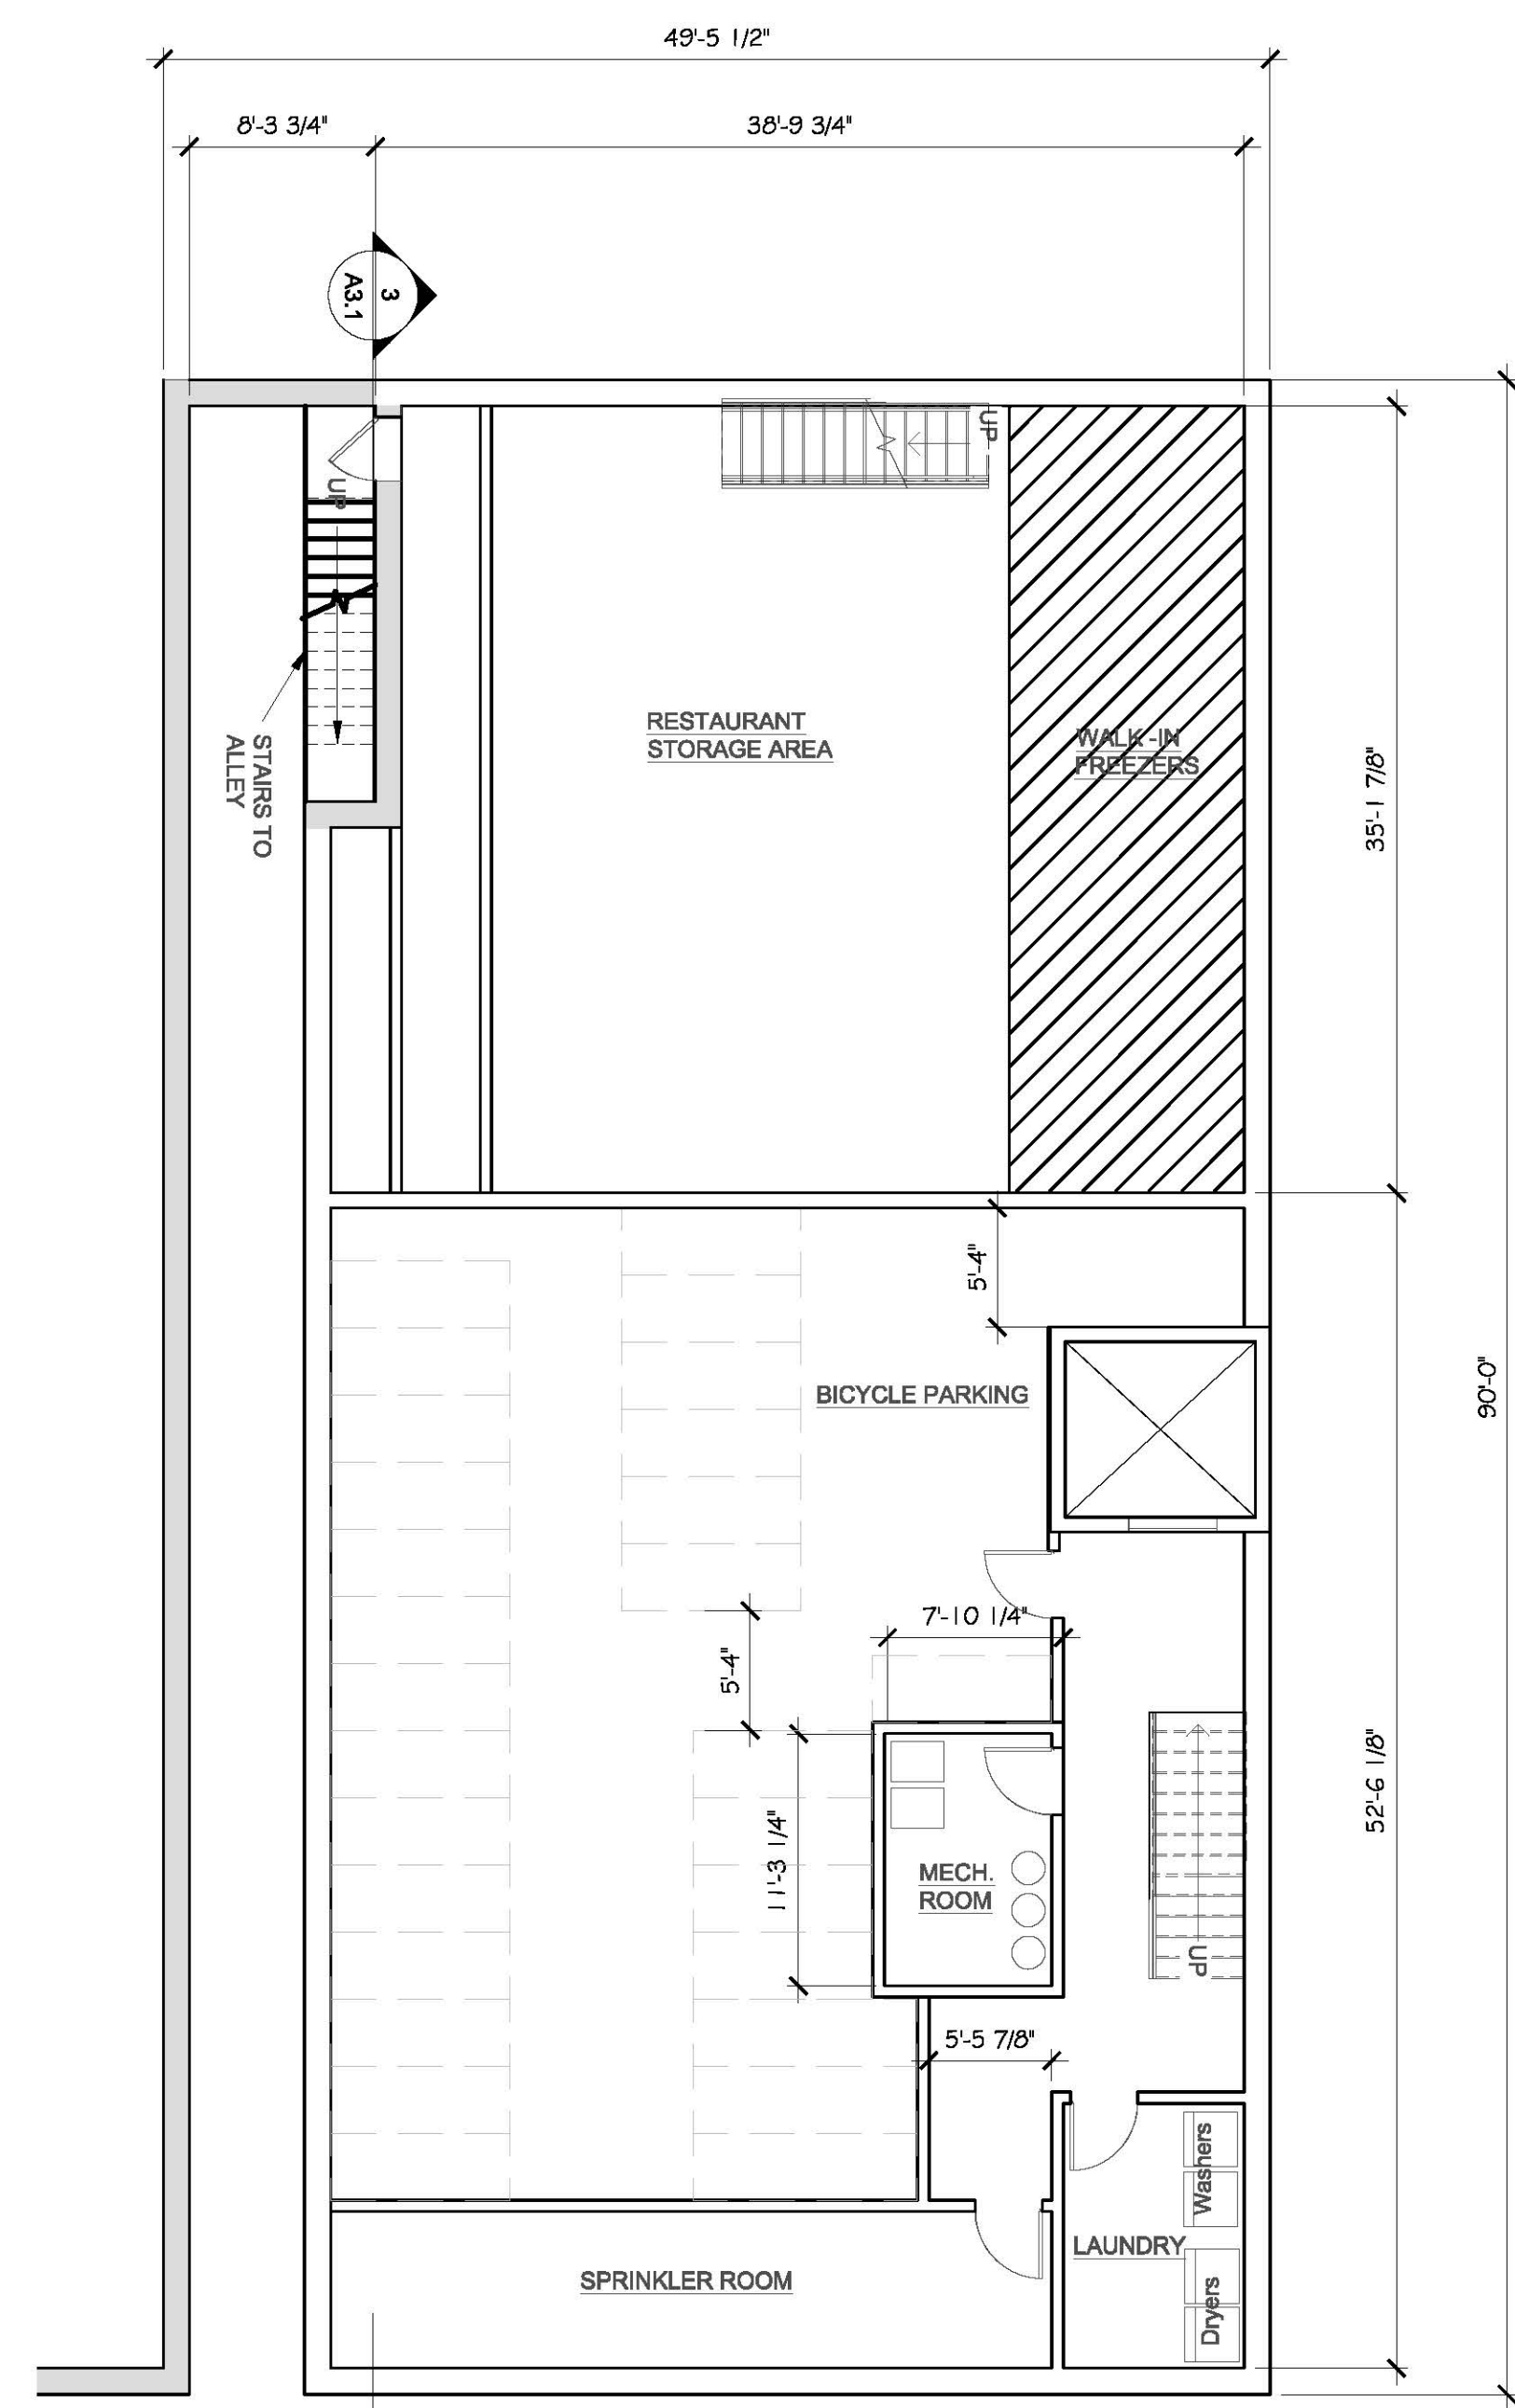 49'-5 1/2"
8'-3 3/4"
38'-9 3/4"
3
A3.1
UP
UP
STAIRS TO
ALLEY
RESTAURANT
STORAGE AREA
WALK -IN
FREEZERS
35'-1 7/8"
5'-4"
90'-0"
BICYCLE PARKING
7'-10 1/4"
5'-4"
52'-6 1/8"
11'-3 1/4"
MECH.
ROOM
UP
5'-5 7/8"
Washers
LAUNDRY
Dryers
SPRINKLER ROOM